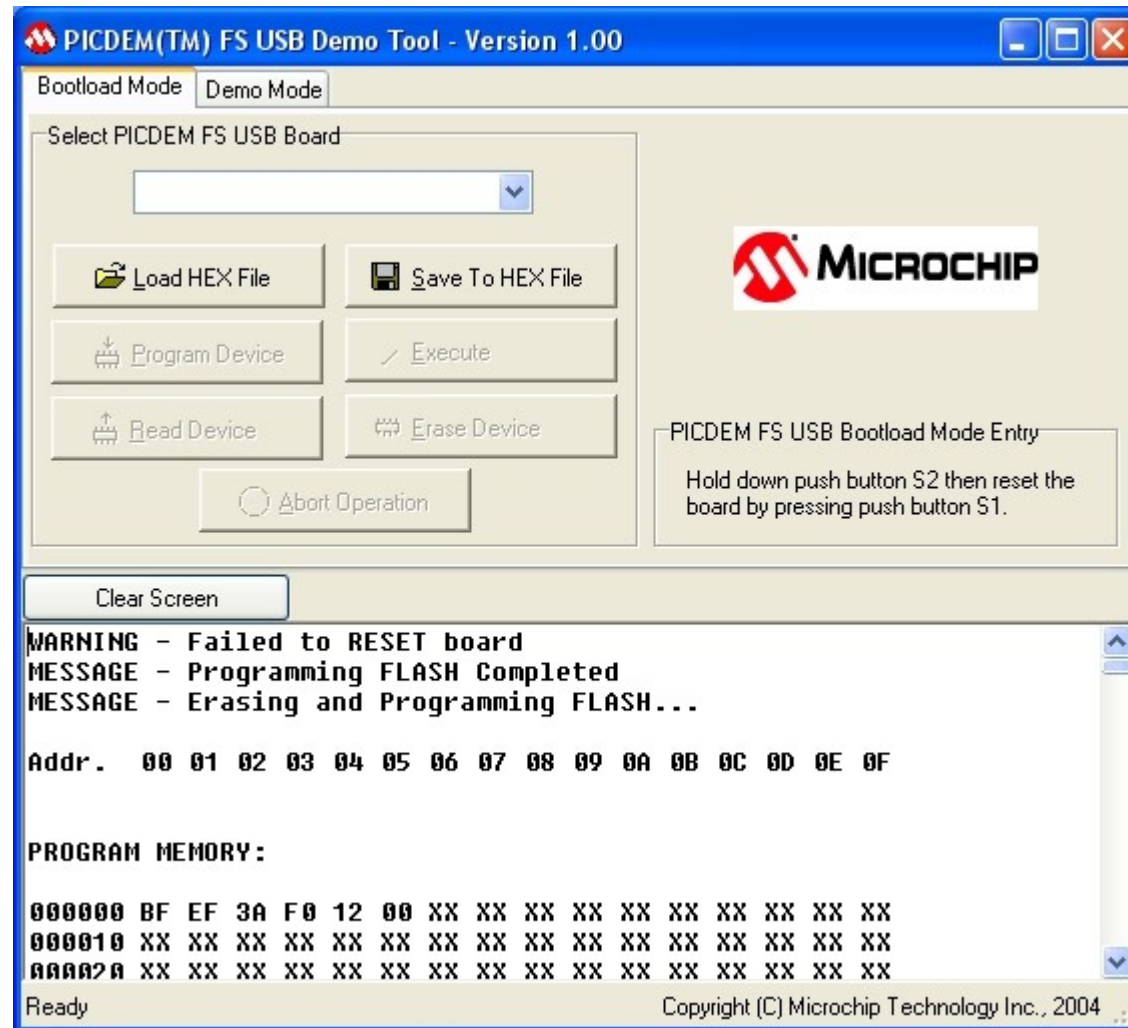 PICDEM(TM) FS USB Demo Tool - Version 1.00
Bootload Mode Demo Mode
Select PICDEM FS USB Board
Load HEX File Save To HEX File
Program Device Execute
Read Device Erase Device
Abort Operation
MICROCHIP
PICDEM FS USB Bootload Mode Entry
Hold down push button S2 then reset the
board by pressing push button S1.
Clear Screen
WARNING - Failed to RESET board
MESSAGE - Programming FLASH Completed
MESSAGE - Erasing and Programming FLASH...
Addr. 00 01 02 03 04 05 06 07 08 09 0A 0B 0C 0D 0E 0F
PROGRAM MEMORY:
000000 BF EF 3A F0 12 00 XX XX XX XX XX XX XX XX XX XX
000010 XX XX XX XX XX XX XX XX XX XX XX XX XX XX XX XX
000020 XX XX XX XX XX XX XX XX XX XX XX XX XX XX XX XX
Ready Copyright (C) Microchip Technology Inc., 2004